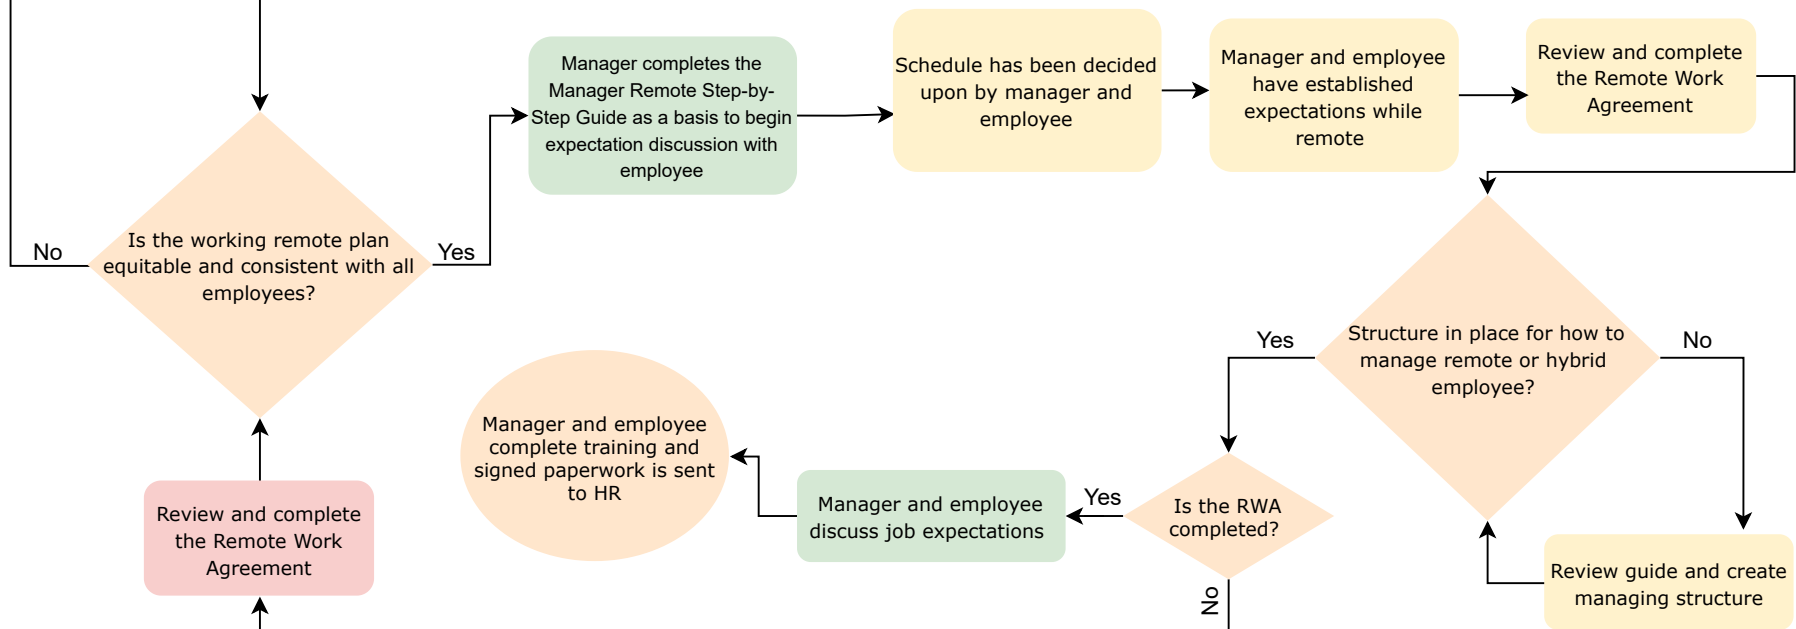 Manager completes the
Manager Remote Step-by-
Step Guide as a basis to begin
expectation discussion with
employee
Schedule has been decided
upon by manager and
employee
Manager and employee
have established
expectations while
remote
Review and complete
the Remote Work
Agreement
No
Is the working remote plan
equitable and consistent with all
employees?
Yes
Yes
Structure in place for how to
manage remote or hybrid
employee?
No
Manager and employee
complete training and
signed paperwork is sent
to HR
Manager and employee
discuss job expectations
Yes
Is the RWA
completed?
Review and complete
the Remote Work
Agreement
No
Review guide and create
managing structure